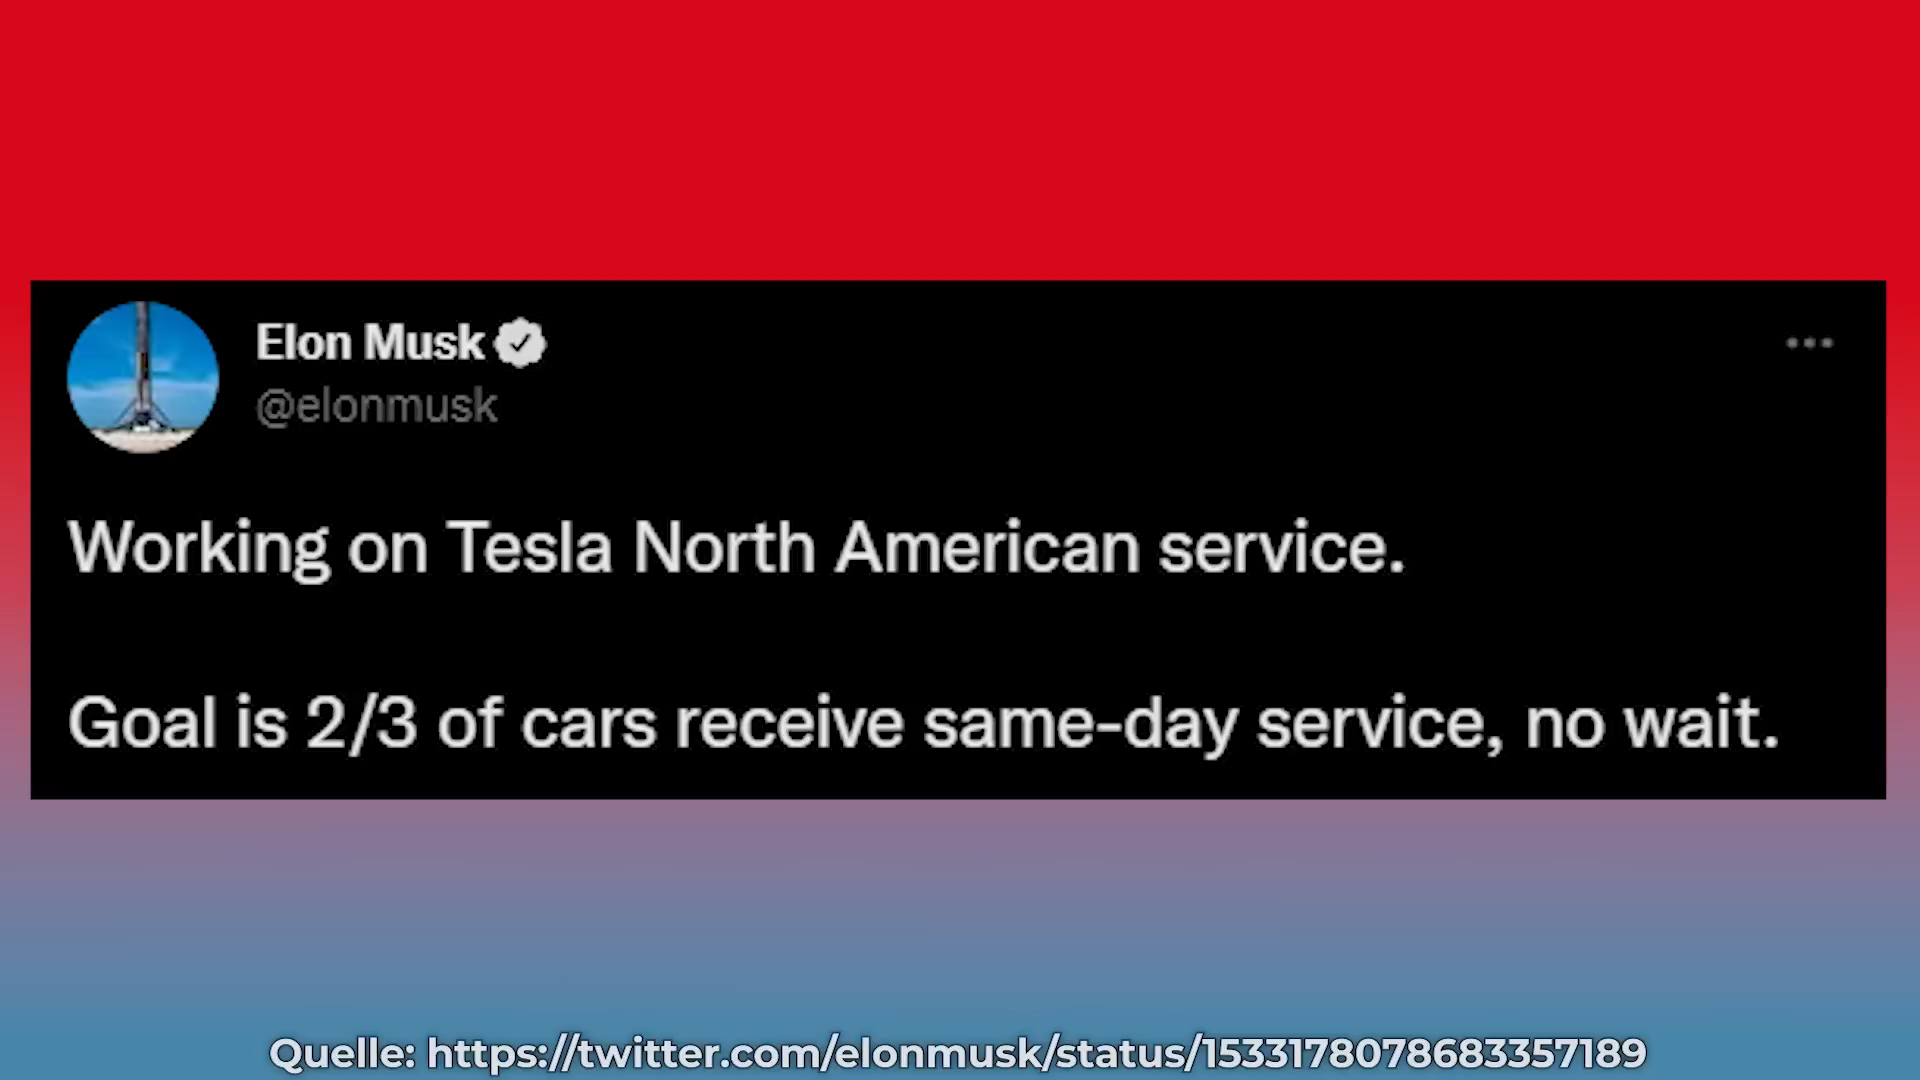 Elon Musk
@elonmusk
Working on Tesla North American service.
Goal is 2/3 of cars receive same-day service, no wait.
Quelle: https://twitter.com/elonmusk/status/1533178078683357189